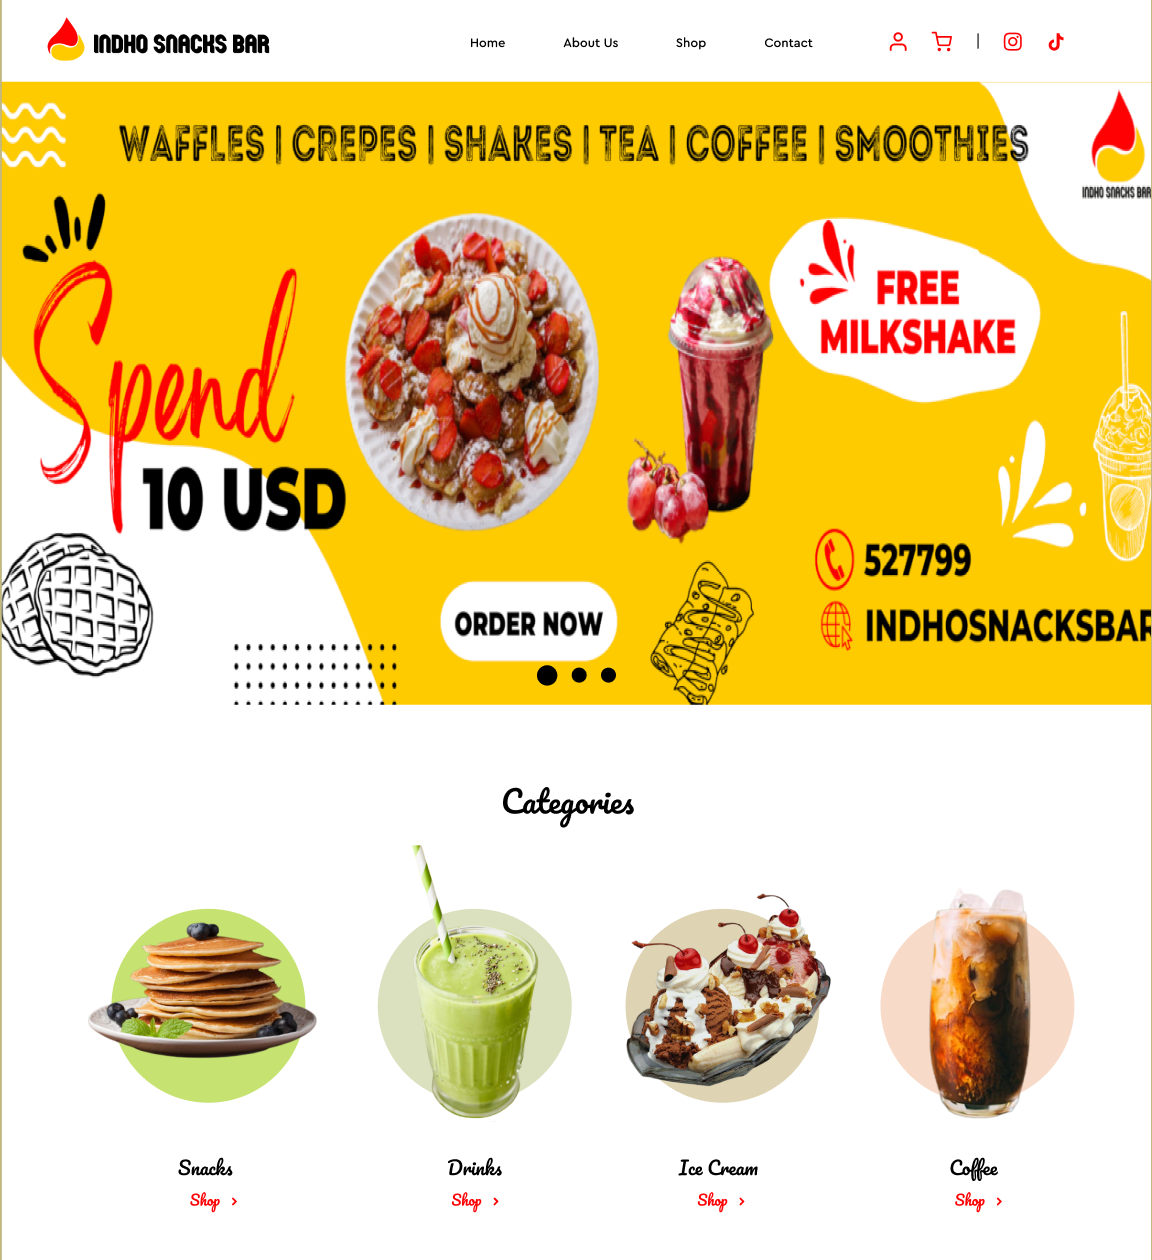 INDHO SNACKS BAR
Home About Us Shop Contact
WAFFLES | CREPES | SHAKES | TEA | COFFEE | SMOOTHIES
INDHO SNACKS BAR
Spend
10 USD
FREE
MILKSHAKE
527799
INDHOSNACKSBAR
ORDER NOW
Categories
Snacks Drinks Ice Cream Coffee
Shop > Shop > Shop > Shop >